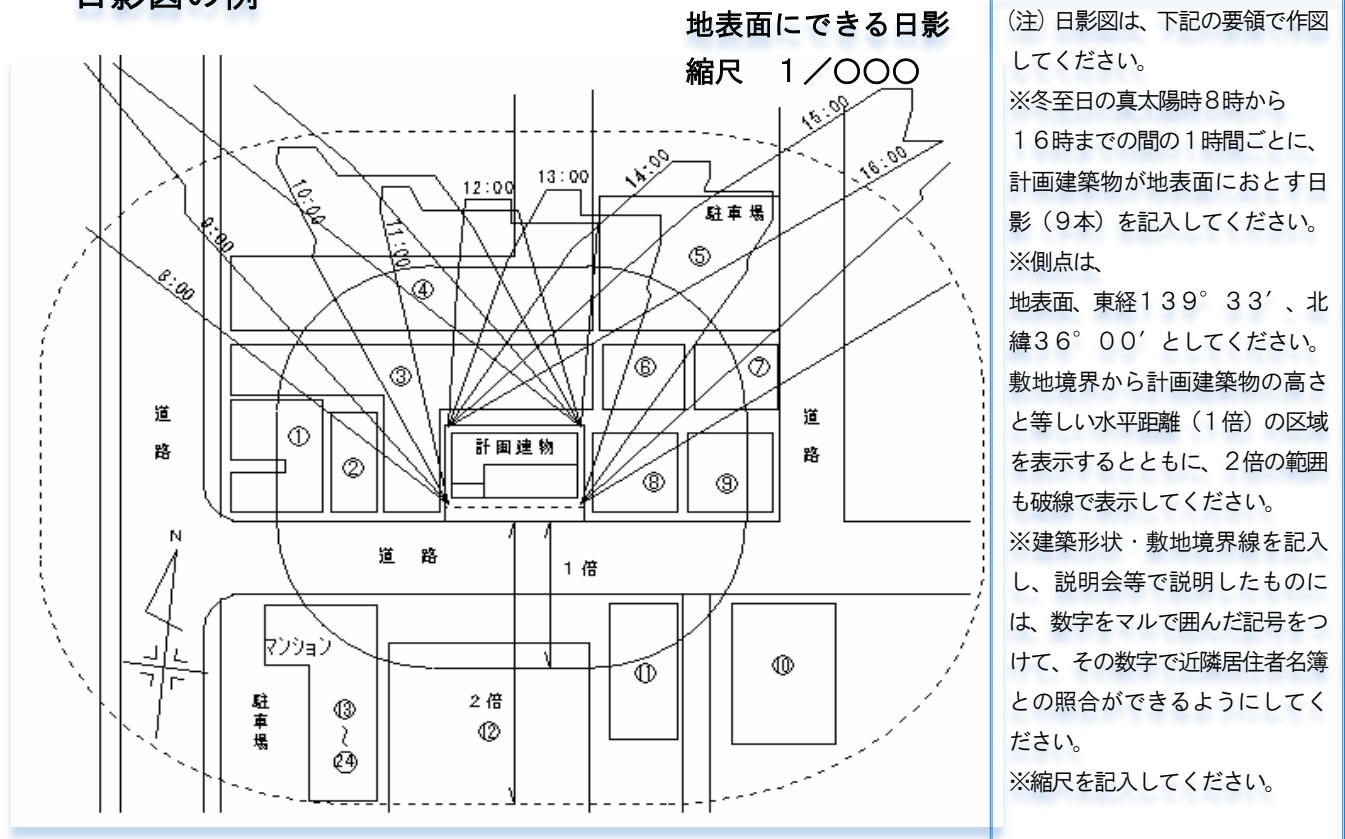 日影図の例
地表面にできる日影
縮尺　１／〇〇〇
8:00
9:00
10:00
11:00
12:00
13:00
14:00
15:00
16:00
駐車場
⑤
④
③
⑥
⑦
①
②
計画建物
⑧
⑨
道路
道路
道路
N
1倍
2倍
マンション
駐車場
⑬
～
㉔
⑫
⑪
⑩
（注）日影図は、下記の要領で作図
してください。
※冬至日の真太陽時８時から
１６時までの間の１時間ごとに、
計画建築物が地表面におとす日
影（９本）を記入してください。
※側点は、
地表面、東経１３９°３３′、北
緯３６°００′としてください。
敷地境界から計画建築物の高さ
と等しい水平距離（１倍）の区域
を表示するとともに、２倍の範囲
も破線で表示してください。
※建築形状・敷地境界線を記入
し、説明会等で説明したものに
は、数字をマルで囲んだ記号をつ
けて、その数字で近隣居住者名簿
との照合ができるようにしてく
ださい。
※縮尺を記入してください。